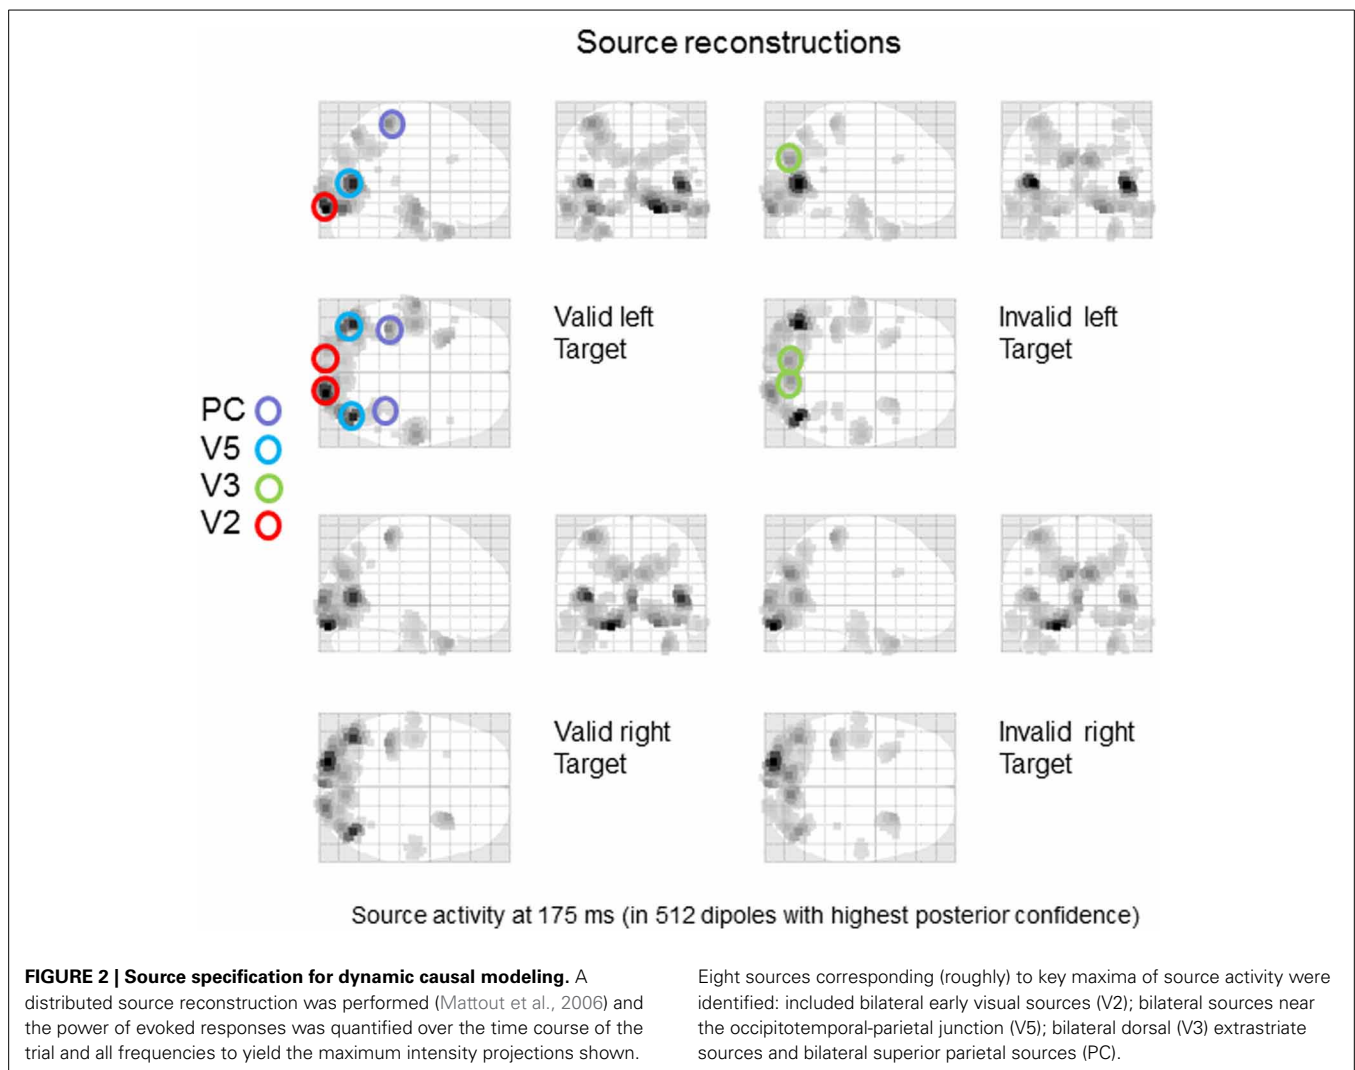 Source reconstructions
Valid left
Target
Invalid left
Target
PC
V5
V3
V2
Valid right
Target
Invalid right
Target
Source activity at 175 ms (in 512 dipoles with highest posterior confidence)
FIGURE 2 | Source specification for dynamic causal modeling. A
distributed source reconstruction was performed (Mattout et al., 2006) and
the power of evoked responses was quantified over the time course of the
trial and all frequencies to yield the maximum intensity projections shown.
Eight sources corresponding (roughly) to key maxima of source activity were
identified: included bilateral early visual sources (V2); bilateral sources near
the occipitotemporal-parietal junction (V5); bilateral dorsal (V3) extrastriate
sources and bilateral superior parietal sources (PC).